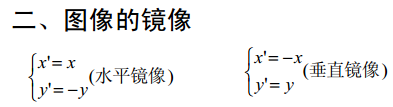 二、图像的镜像
{x'= x
y'= −y (水平镜像)
{x'= −x
y'= y (垂直镜像)